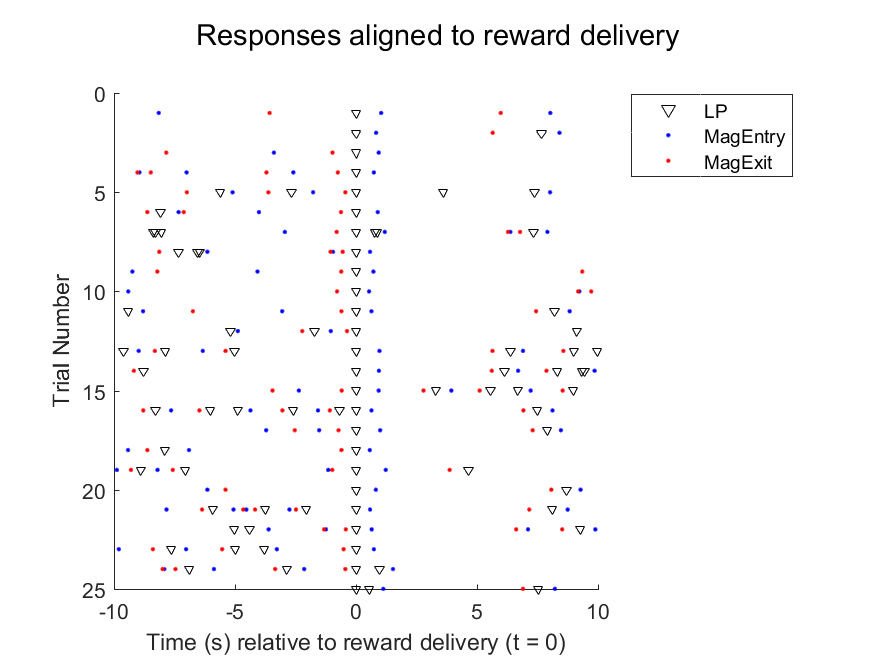 Responses aligned to reward delivery
0
5
10
15
20
25
Trial Number
-10
-5
0
5
10
Time (s) relative to reward delivery (t = 0)
LP
MagEntry
MagExit